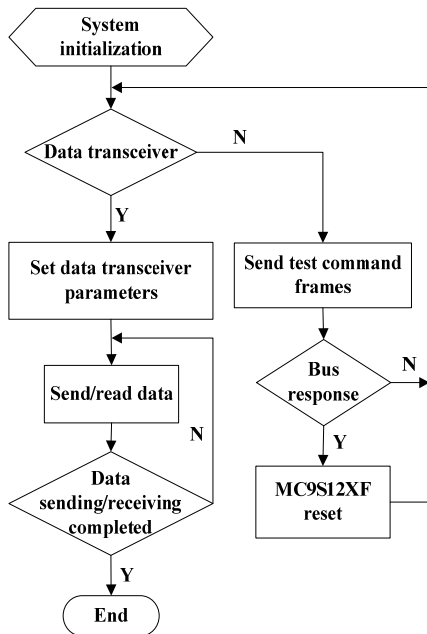 System
initialization
Data transceiver
N
Y
Set data transceiver
parameters
Send test command
frames
Bus
response
N
Send/read data
N
Y
Data
sending/receiving
completed
MC9S12XF
reset
Y
End